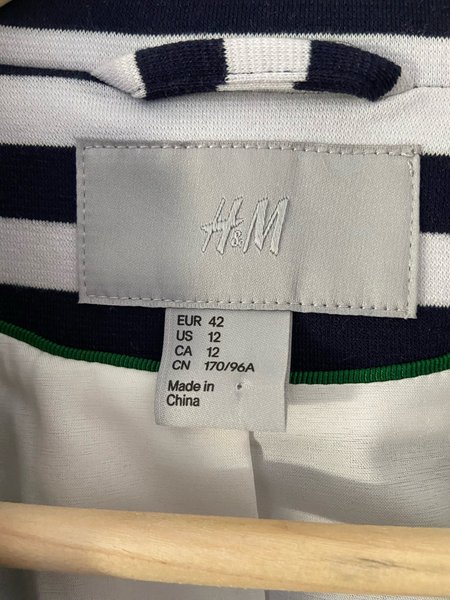 H&M
EUR 42
US 12
CA 12
CN 170/96A
Made in
China